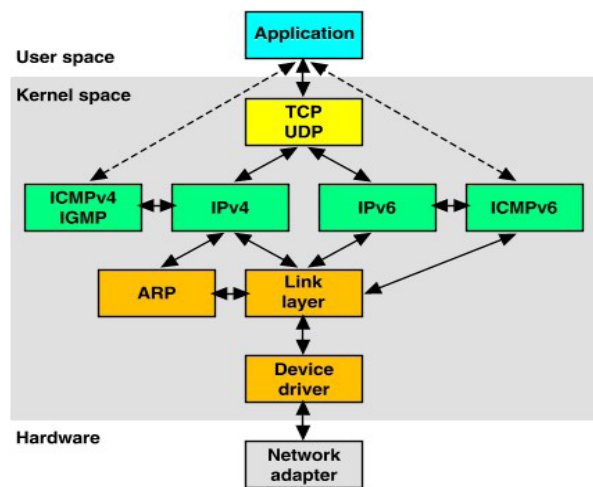 Application
User space
Kernel space
TCP
UDP
ICMPv4
IGMP
IPv4
IPv6
ICMPv6
ARP
Link
layer
Device
driver
Hardware
Network
adapter